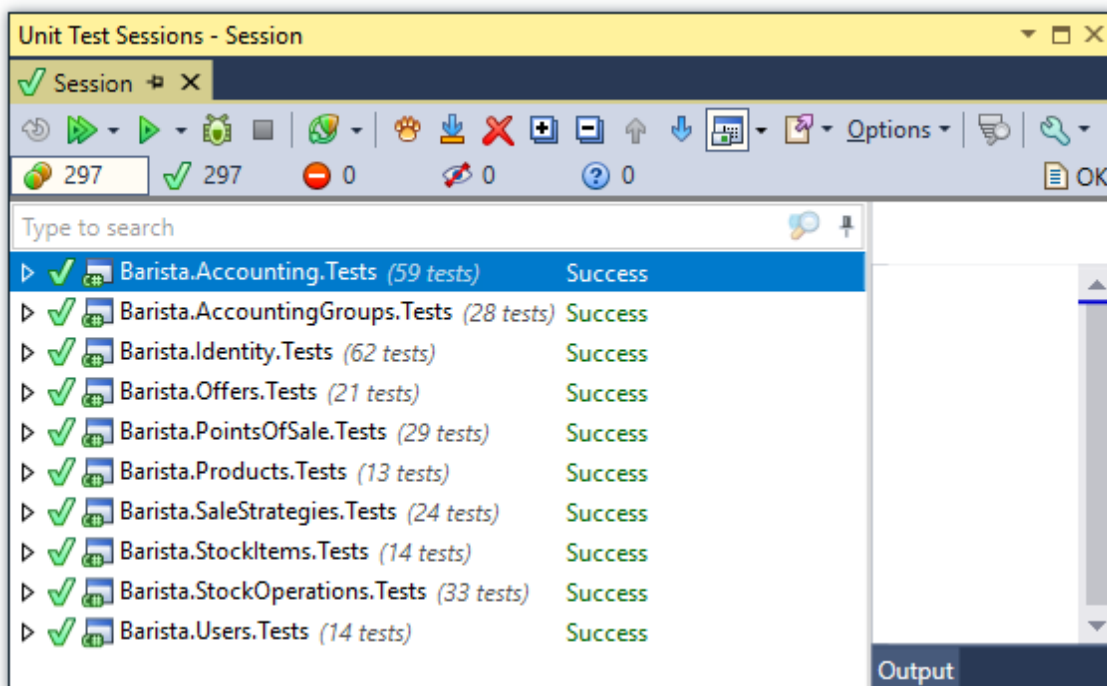 Unit Test Sessions - Session
Session
Options
297 297 0 0 0 OK
Type to search
Barista.Accounting.Tests (59 tests) Success
Barista.AccountingGroups.Tests (28 tests) Success
Barista.Identity.Tests (62 tests) Success
Barista.Offers.Tests (21 tests) Success
Barista.PointsOfSale.Tests (29 tests) Success
Barista.Products.Tests (13 tests) Success
Barista.SaleStrategies.Tests (24 tests) Success
Barista.StockItems.Tests (14 tests) Success
Barista.StockOperations.Tests (33 tests) Success
Barista.Users.Tests (14 tests) Success
Output